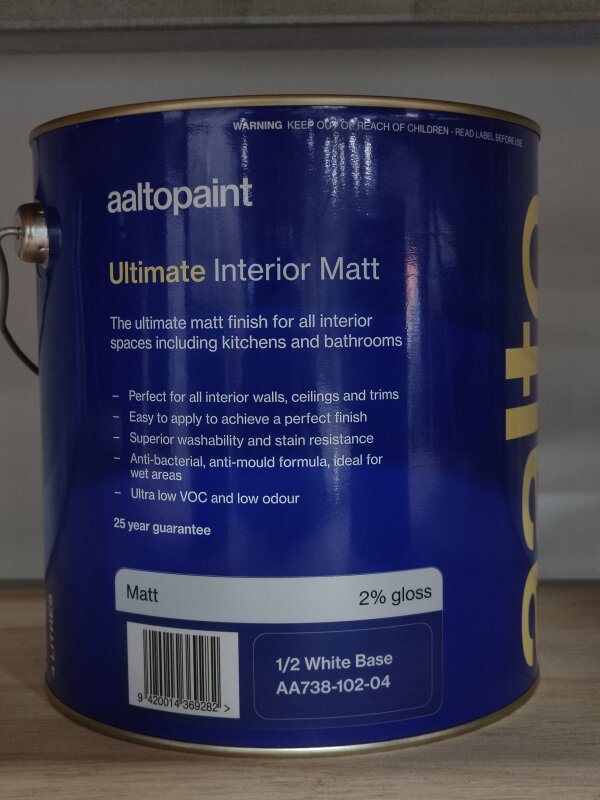 WARNING KEEP OUT OF REACH OF CHILDREN - READ LABEL BEFORE USE
aaltopaint
Ultimate Interior Matt
The ultimate matt finish for all interior
spaces including kitchens and bathrooms
– Perfect for all interior walls, ceilings and trims
– Easy to apply to achieve a perfect finish
– Superior washability and stain resistance
– Anti-bacterial, anti-mould formula, ideal for
wet areas
– Ultra low VOC and low odour
25 year guarantee
Matt 2% gloss
1/2 White Base
AA738-102-04
9 420014 369282 >
4 LITRES
aalto